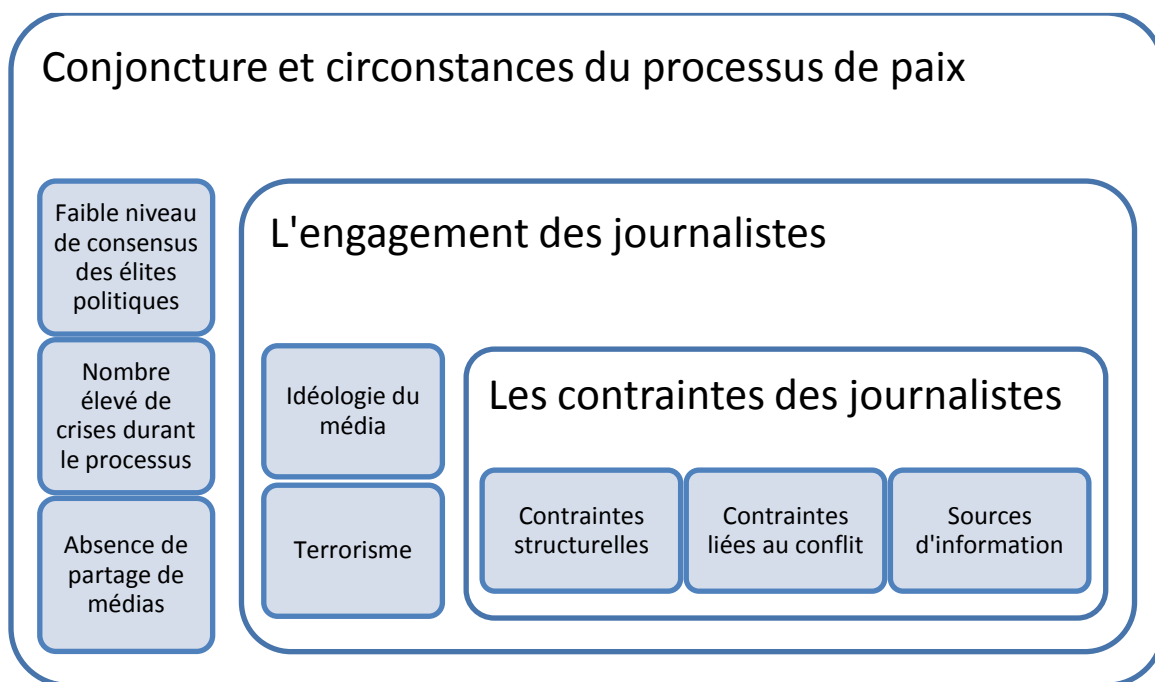 Conjoncture et circonstances du processus de paix
Faible niveau
de consensus
des élites
politiques
Nombre
élevé de
crises durant
le processus
Absence de
partage de
médias
L'engagement des journalistes
Idéologie du
média
Terrorisme
Les contraintes des journalistes
Contraintes
structurelles
Contraintes
liées au conflit
Sources
d'information